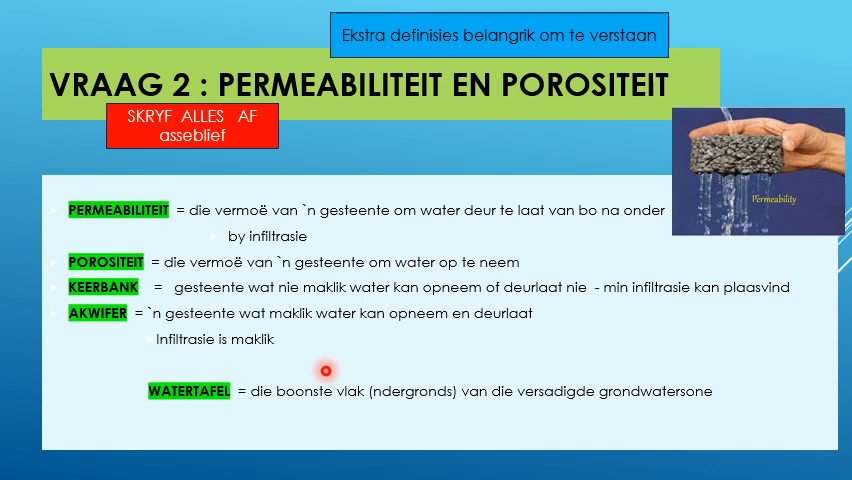 Ekstra definisies belangrik om te verstaan
VRAAG 2 : PERMEABILITEIT EN POROSITEIT
SKRYF ALLES AF
asseblief
Permeability
PERMEABILITEIT = die vermoë van `n gesteente om water deur te laat van bo na onder
by infiltrasie
POROSITEIT = die vermoë van `n gesteente om water op te neem
KEERBANK = gesteente wat nie maklik water kan opneem of deurlaat nie - min infiltrasie kan plaasvind
AKWIFER = `n gesteente wat maklik water kan opneem en deurlaat
Infiltrasie is maklik
WATERTAFEL = die boonste vlak (ndergronds) van die versadigde grondwatersone